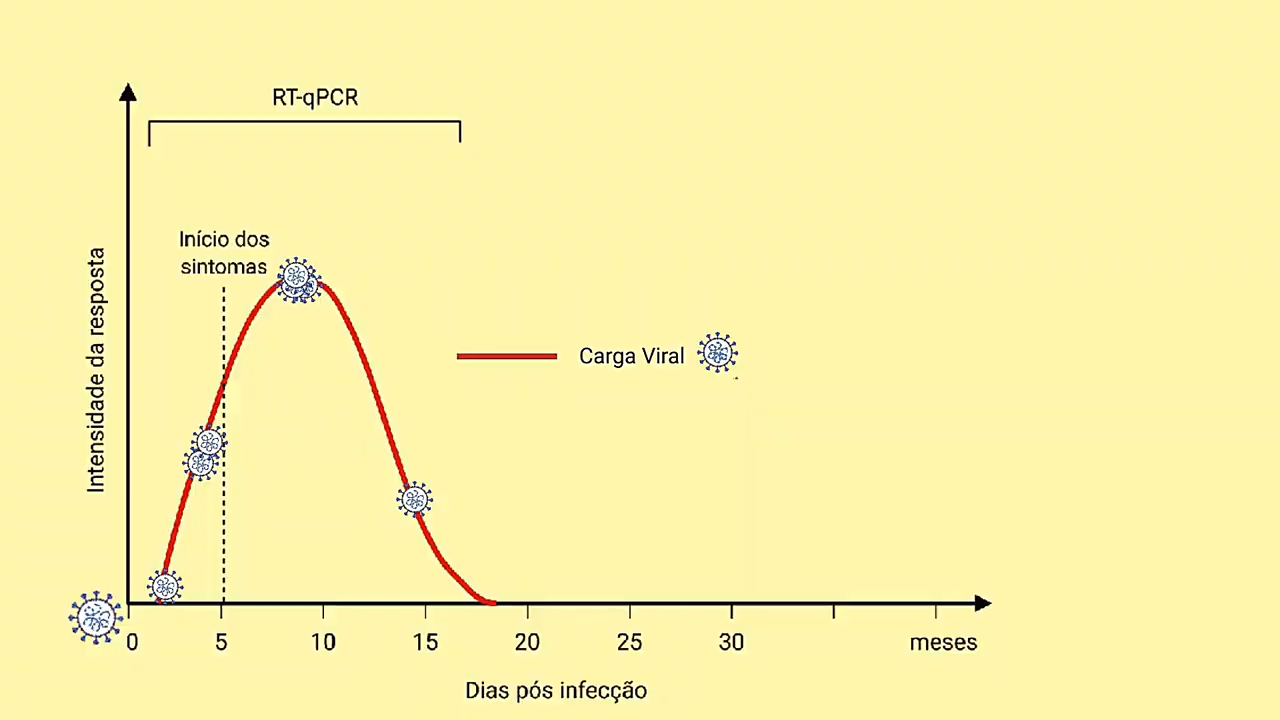 RT-qPCR
Início dos
sintomas
Intensidade da resposta
Carga Viral
0 5 10 15 20 25 30 meses
Dias pós infecção